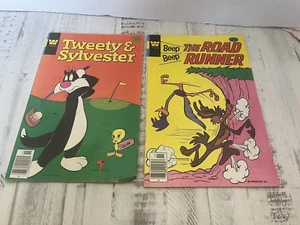 Tweety &
Sylvester
Beep
Beep
THE ROAD
RUNNER